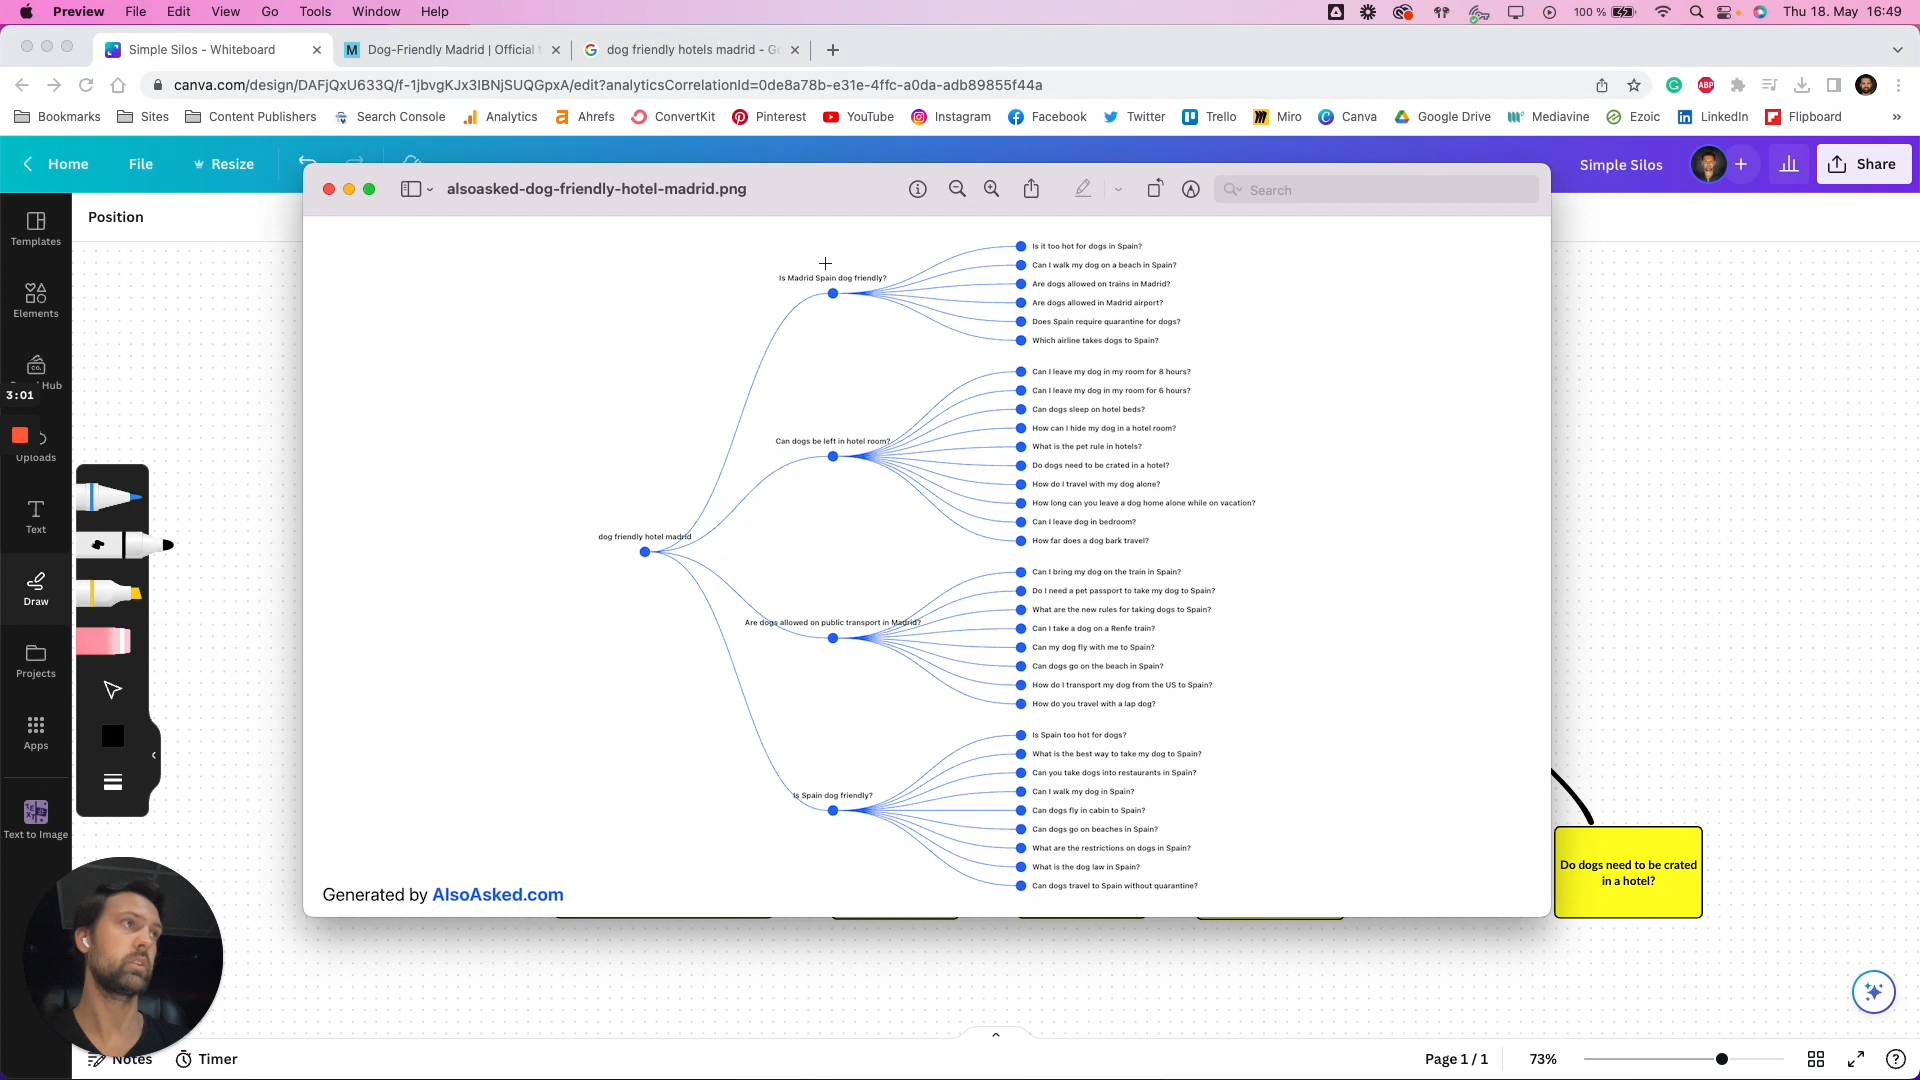 Preview File Edit View Go Tools Window Help
100 % Thu 18. May 16:49
Simple Silos - Whiteboard
Dog-Friendly Madrid | Official t
dog friendly hotels madrid - Go
canva.com/design/DAFjQxU633Q/f-1jbvgKJx3lBNjSUQGpxA/edit?analyticsCorrelationId=0de8a78b-e31e-4ffc-a0da-adb89855f44a
ABP
Bookmarks Sites Content Publishers Search Console Analytics Ahrefs ConvertKit Pinterest YouTube Instagram Facebook Twitter Trello Miro Canva Google Drive Mediavine Ezoic LinkedIn Flipboard
Home File Resize
Simple Silos
Share
alsoasked-dog-friendly-hotel-madrid.png
Search
Position
Templates
Elements
Hub
3:01
Uploads
Text
Draw
Projects
Apps
Text to Image
dog friendly hotel madrid
Is Madrid Spain dog friendly?
Is it too hot for dogs in Spain?
Can I walk my dog on a beach in Spain?
Are dogs allowed on trains in Madrid?
Are dogs allowed in Madrid airport?
Does Spain require quarantine for dogs?
Which airline takes dogs to Spain?
Can dogs be left in hotel room?
Can I leave my dog in my room for 8 hours?
Can I leave my dog in my room for 6 hours?
Can dogs sleep on hotel beds?
How can I hide my dog in a hotel room?
What is the pet rule in hotels?
Do dogs need to be crated in a hotel?
How do I travel with my dog alone?
How long can you leave a dog home alone while on vacation?
Can I leave dog in bedroom?
How far does a dog bark travel?
Are dogs allowed on public transport in Madrid?
Can I bring my dog on the train in Spain?
Do I need a pet passport to take my dog to Spain?
What are the new rules for taking dogs to Spain?
Can I take a dog on a Renfe train?
Can my dog fly with me to Spain?
Can dogs go on the beach in Spain?
How do I transport my dog from the US to Spain?
How do you travel with a lap dog?
Is Spain dog friendly?
Is Spain too hot for dogs?
What is the best way to take my dog to Spain?
Can you take dogs into restaurants in Spain?
Can I walk my dog in Spain?
Can dogs fly in cabin to Spain?
Can dogs go on beaches in Spain?
What are the restrictions on dogs in Spain?
What is the dog law in Spain?
Can dogs travel to Spain without quarantine?
Generated by AlsoAsked.com
Do dogs need to be crated
in a hotel?
Notes Timer
Page 1 / 1 73%